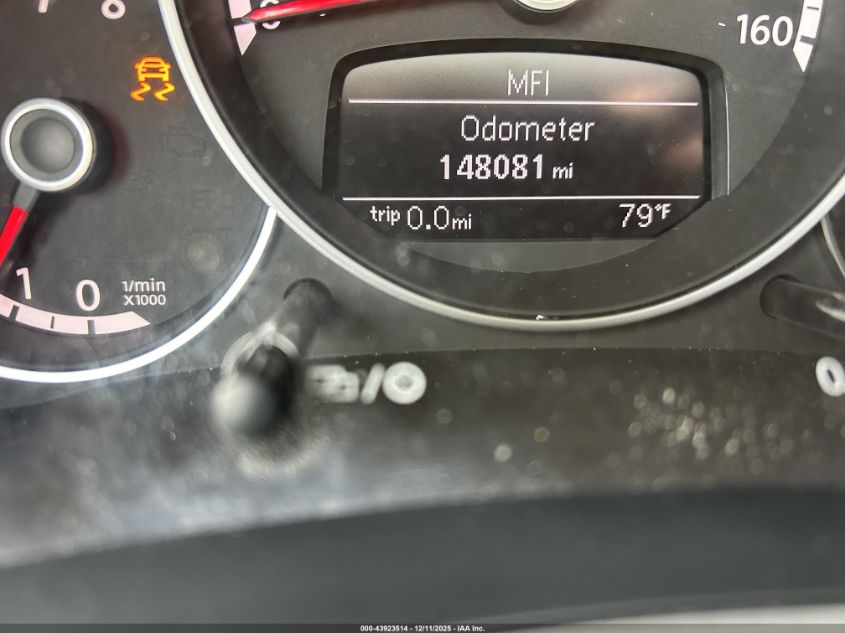 8
160
MFI
Odometer
148081 mi
trip 0.0mi
79°F
1
0
1/min
X1000
000-43923514 - 12/11/2025 - IAA Inc.